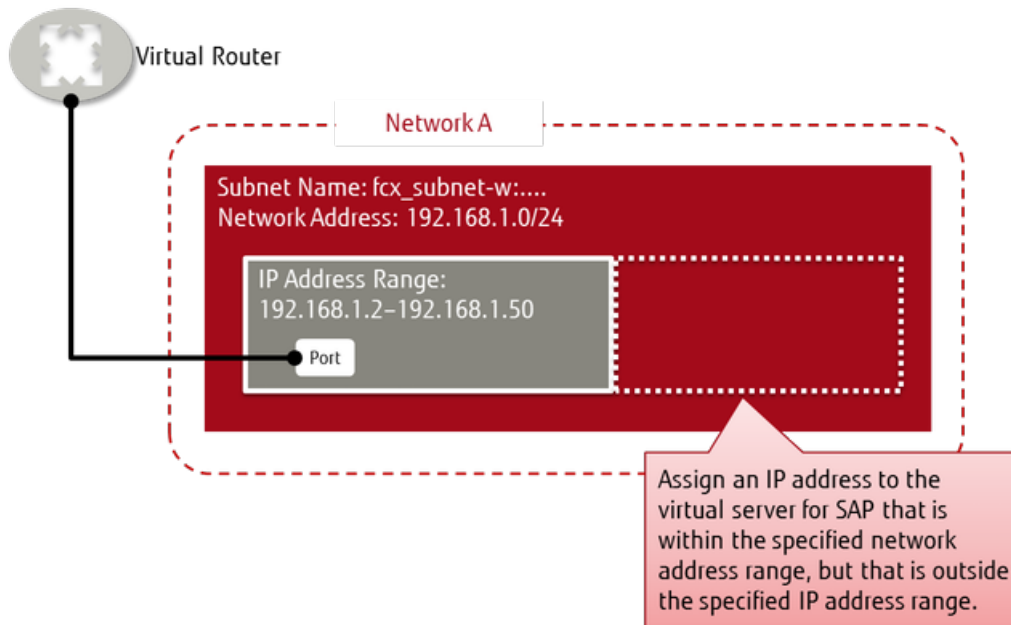 Virtual Router
Network A
Subnet Name: fcx_subnet-w:....
Network Address: 192.168.1.0/24
IP Address Range:
192.168.1.2–192.168.1.50
Port
Assign an IP address to the
virtual server for SAP that is
within the specified network
address range, but that is outside
the specified IP address range.